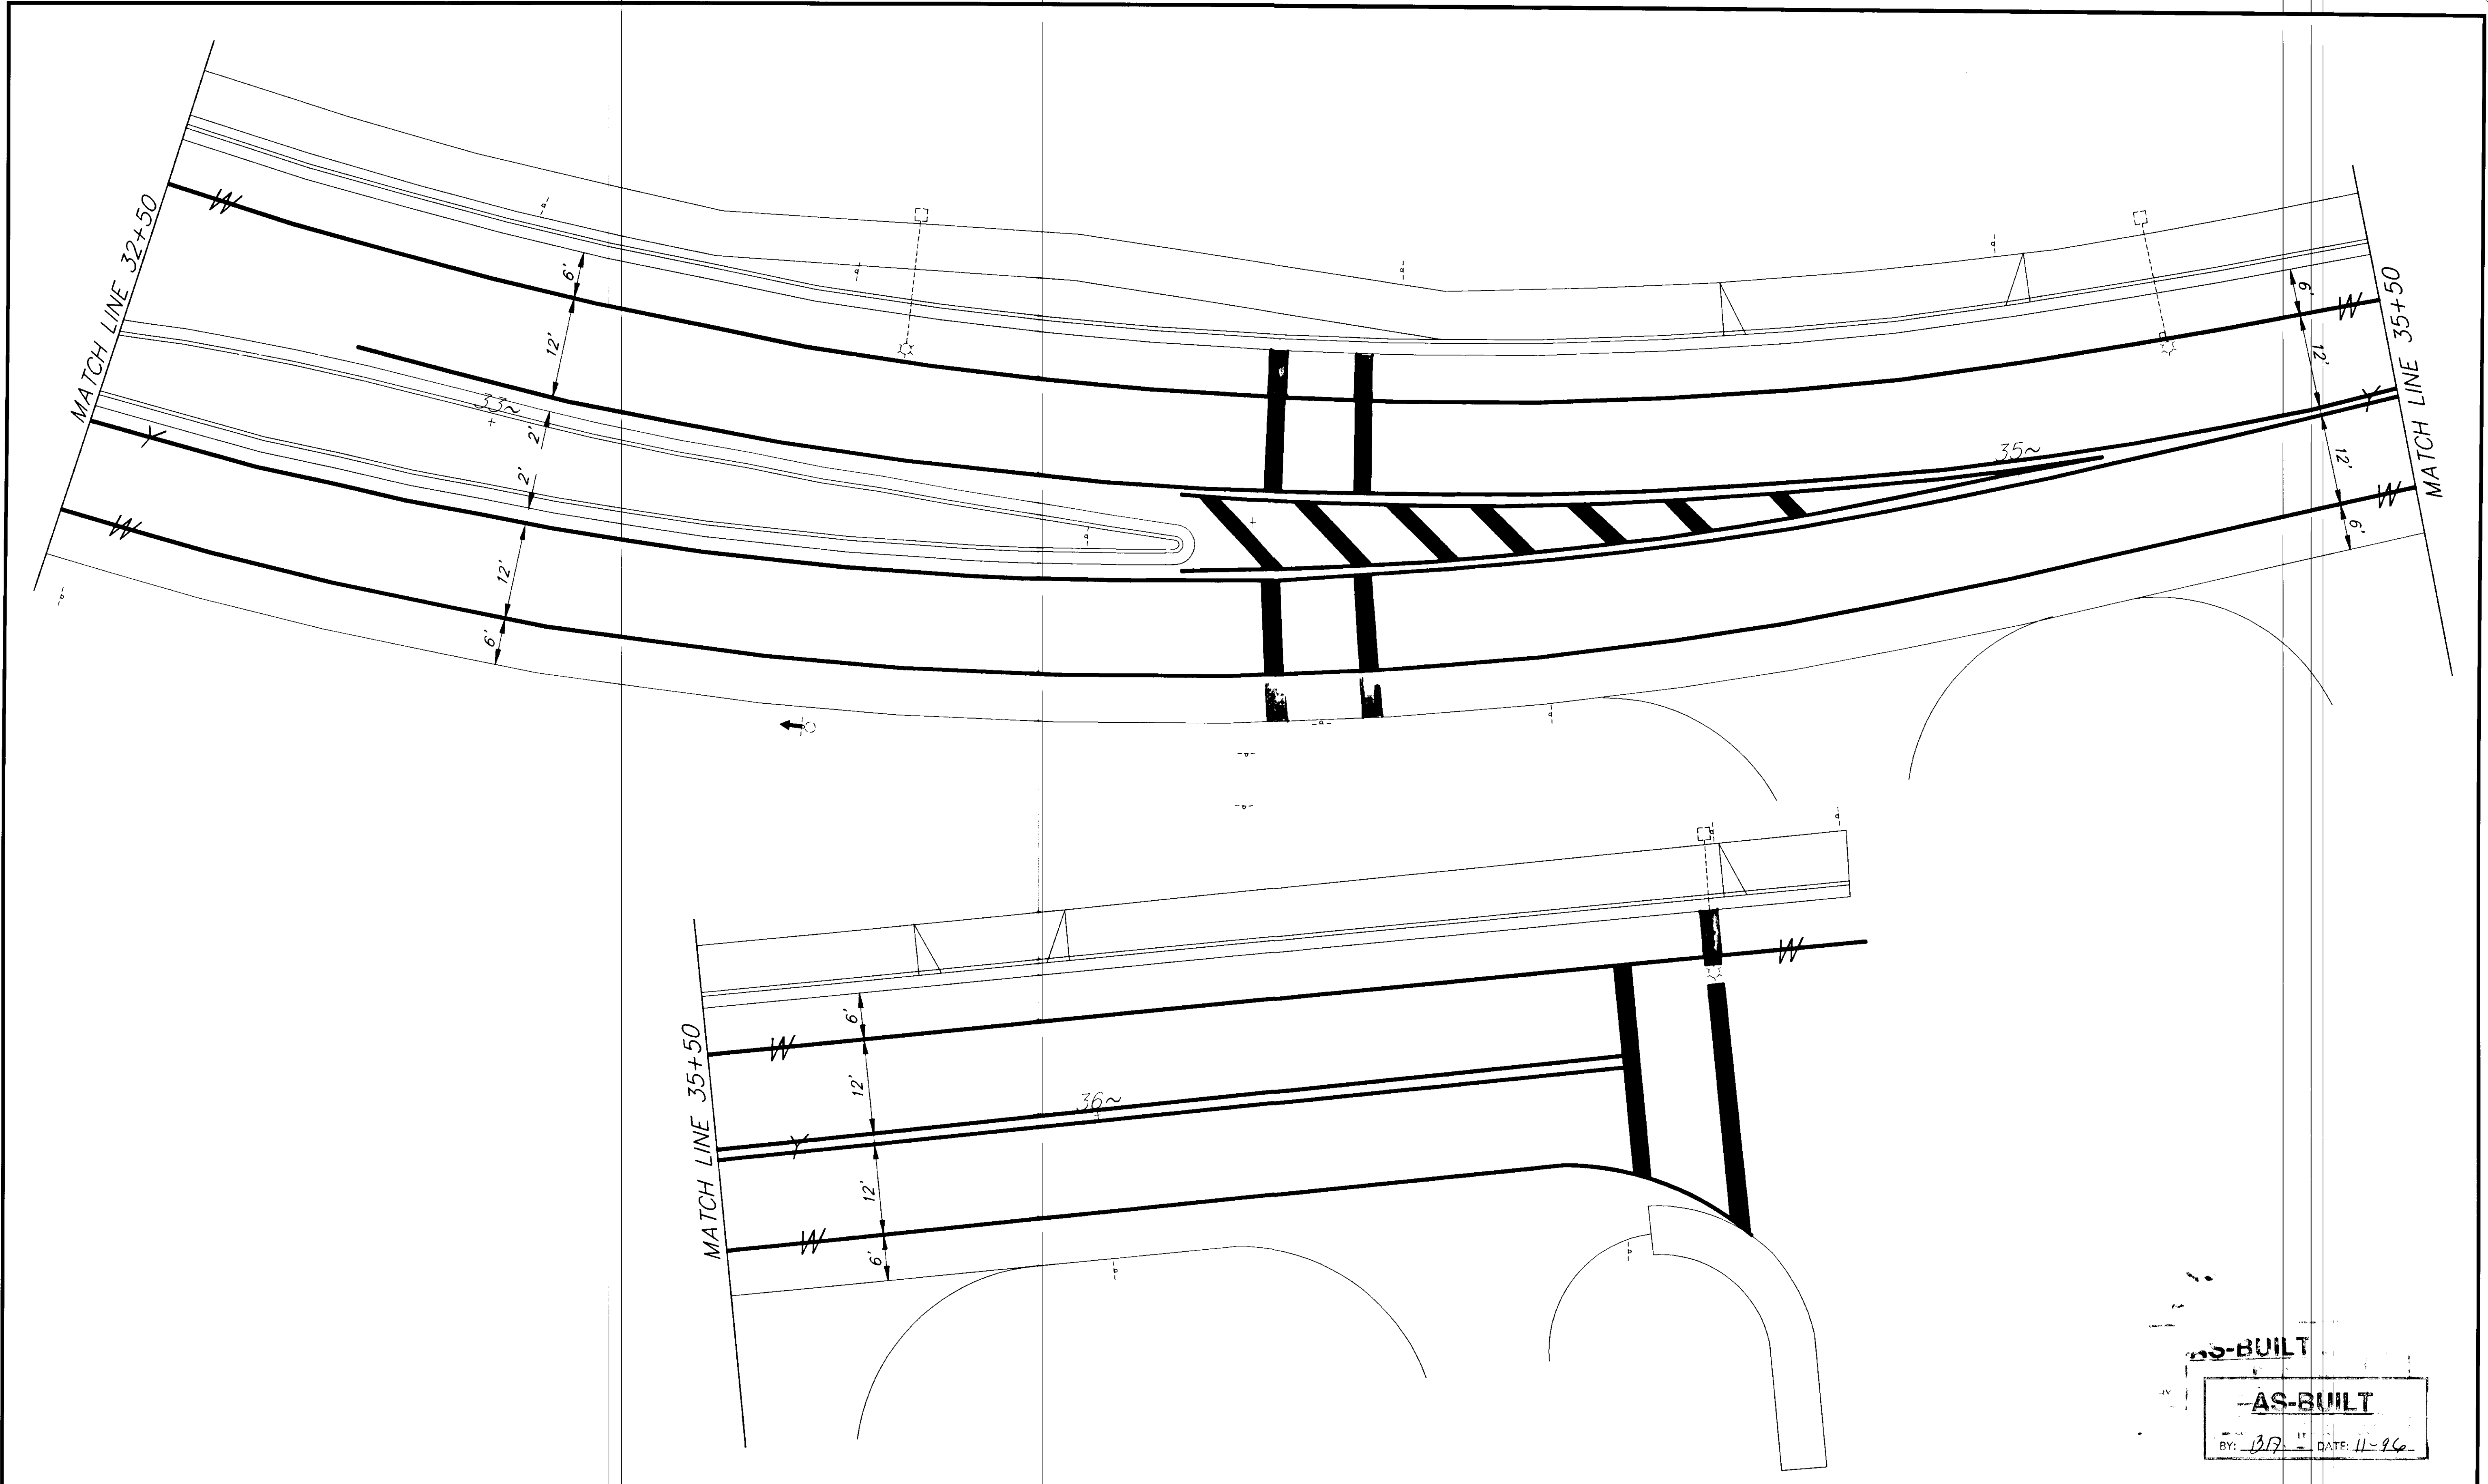 MATCH LINE 32+50
W
6'
12'
33~
2'
2'
Y
W
12'
6'
35~
6'
W
12'
Y
12'
W
6'
MATCH LINE 35+50
MATCH LINE 35+50
W
6'
12'
36~
Y
12'
W
6'
W
AS-BUILT
AS-BUILT
BY: BA DATE: 11-96